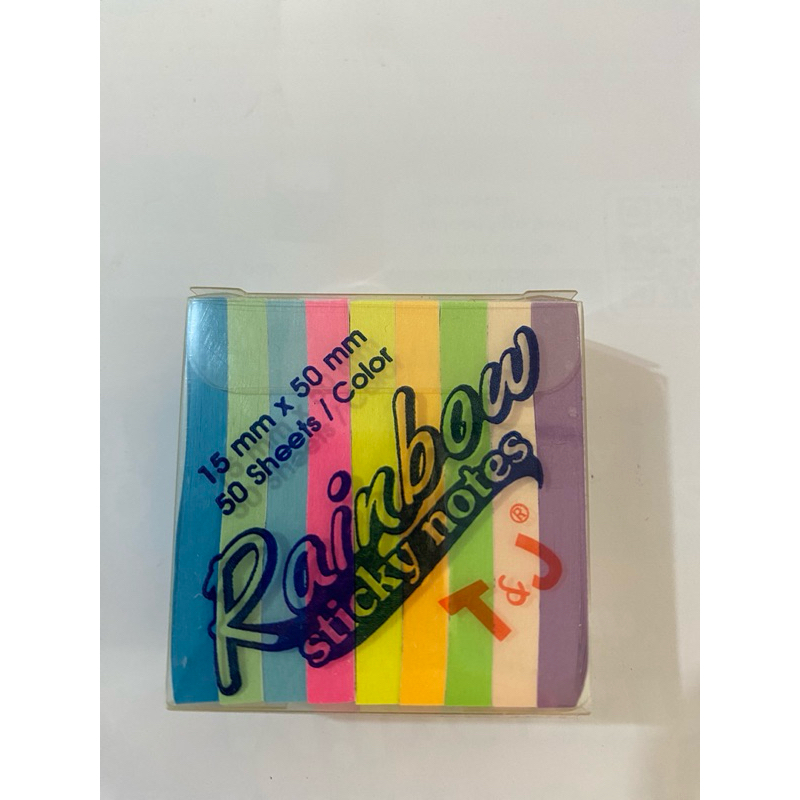 15 mm x 50 mm
50 Sheets / Color
Rainbow
sticky notes
T&J®